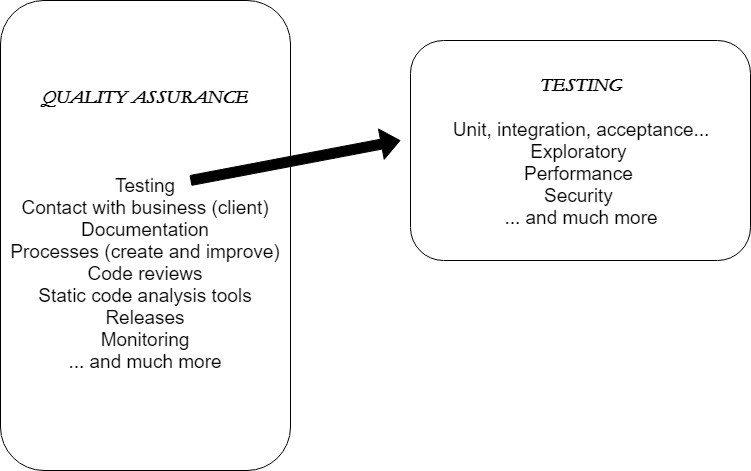 QUALITY ASSURANCE
Testing
Contact with business (client)
Documentation
Processes (create and improve)
Code reviews
Static code analysis tools
Releases
Monitoring
... and much more
TESTING
Unit, integration, acceptance...
Exploratory
Performance
Security
... and much more